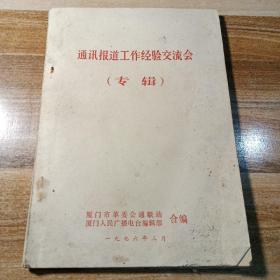 通讯报道工作经验交流会
（专辑）
厦门市革委会通联站
厦门人民广播电台编辑部
合编
一九七六年三月